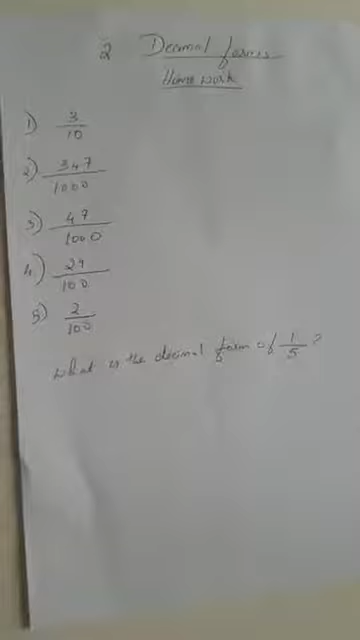 2 Decimal forms
Home work
1) 3/10
2) 347/1000
3) 47/1000
4) 29/100
5) 2/100
What is the decimal form of 1/5 ?